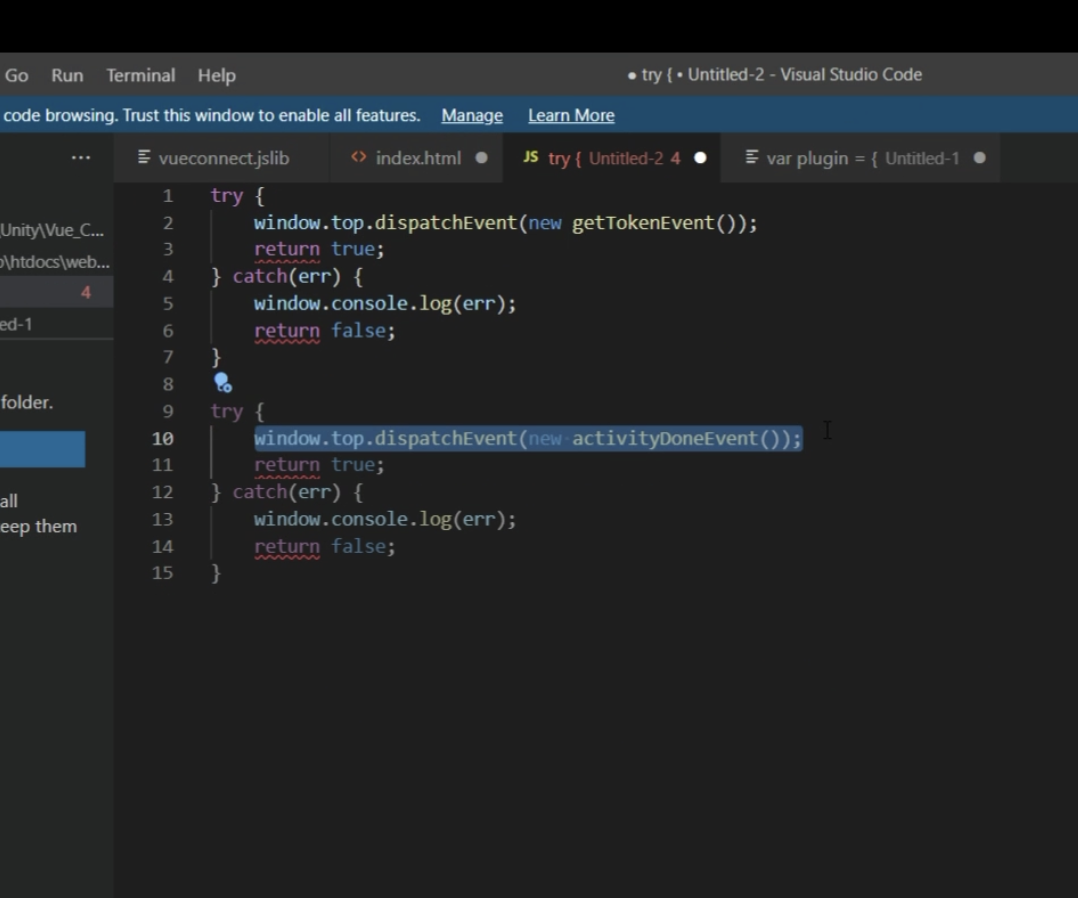 Go Run Terminal Help ● try { • Untitled-2 - Visual Studio Code
code browsing. Trust this window to enable all features. Manage Learn More
··· vueconnect.jslib <> index.html ● JS try { Untitled-2 4 ● var plugin = { Untitled-1 ●
1 try {
Unity\Vue_C... 2 window.top.dispatchEvent(new getTokenEvent());
\htdocs\web... 3 return true;
4 4 } catch(err) {
ed-1 5 window.console.log(err);
6 return false;
7 }
folder. 8
9 try {
10 window.top.dispatchEvent(new·activityDoneEvent());
11 return true;
all 12 } catch(err) {
eep them 13 window.console.log(err);
14 return false;
15 }